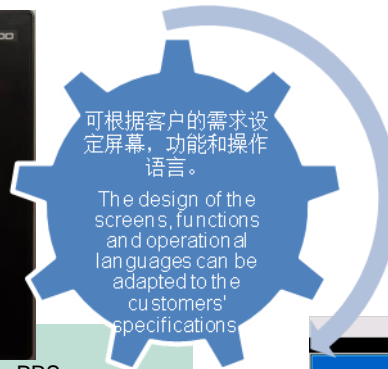 可根据客户的需求设
定屏幕，功能和操作
语言。
The design of the
screens, functions
and operational
languages can be
adapted to the
customers'
specifications